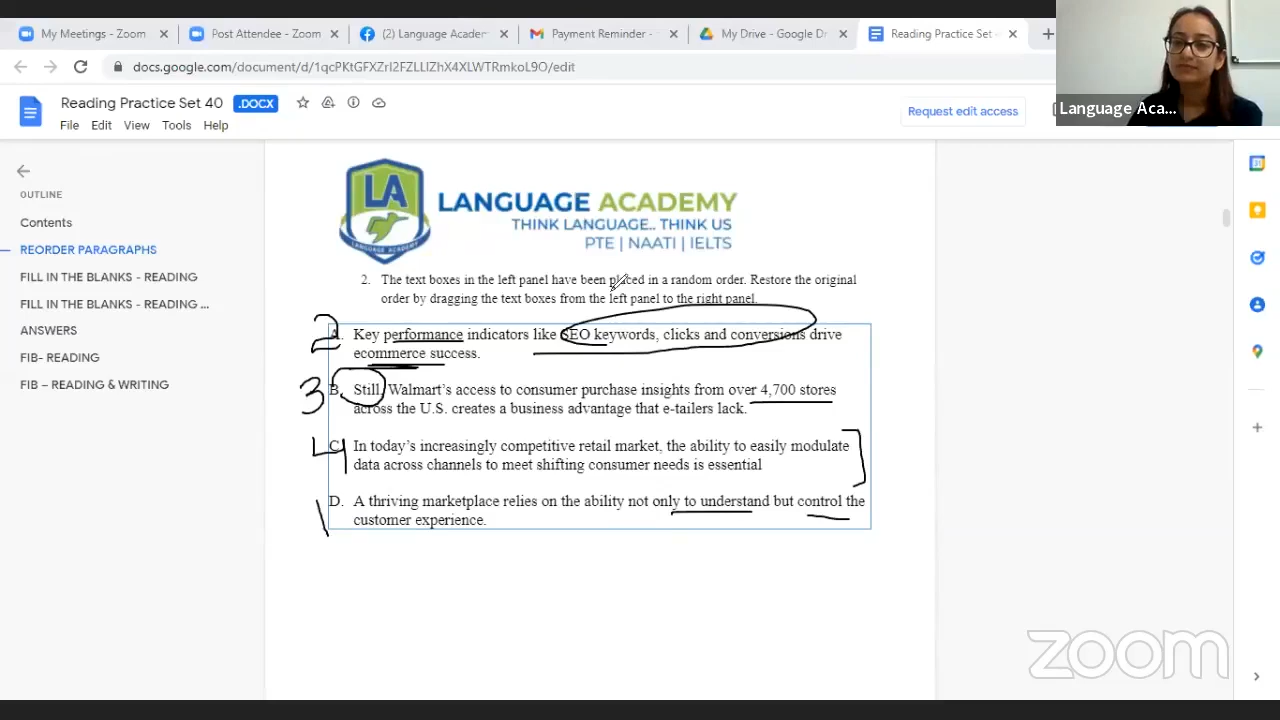 My Meetings - Zoom
Post Attendee - Zoom
(2) Language Academ
Payment Reminder -
My Drive - Google Dr
Reading Practice Set
docs.google.com/document/d/1qcPKtGFXZrI2FZLLlZhX4XLWTRmkoL9O/edit
Language Aca...
Reading Practice Set 40
.DOCX
File Edit View Tools Help
Request edit access
OUTLINE
Contents
REORDER PARAGRAPHS
FILL IN THE BLANKS - READING
FILL IN THE BLANKS - READING ...
ANSWERS
FIB- READING
FIB – READING & WRITING
LA
LANGUAGE ACADEMY
LANGUAGE ACADEMY
THINK LANGUAGE.. THINK US
PTE | NAATI | IELTS
2. The text boxes in the left panel have been placed in a random order. Restore the original
order by dragging the text boxes from the left panel to the right panel.
2 A. Key performance indicators like SEO keywords, clicks and conversions drive
ecommerce success.
3 B. Still, Walmart's access to consumer purchase insights from over 4,700 stores
across the U.S. creates a business advantage that e-tailers lack.
4 C. In today's increasingly competitive retail market, the ability to easily modulate
data across channels to meet shifting consumer needs is essential
1 D. A thriving marketplace relies on the ability not only to understand but control the
customer experience.
zoom